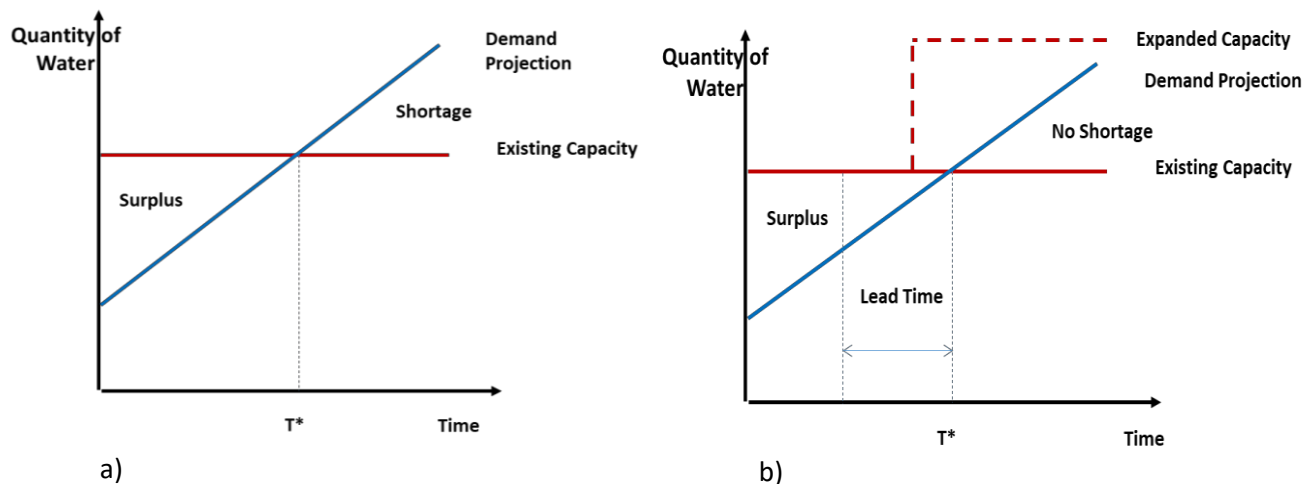 Quantity of
Water
Demand
Projection
Shortage
Existing Capacity
Surplus
T*
Time
a)
Quantity of
Water
Expanded Capacity
Demand Projection
No Shortage
Existing Capacity
Surplus
Lead Time
T*
Time
b)